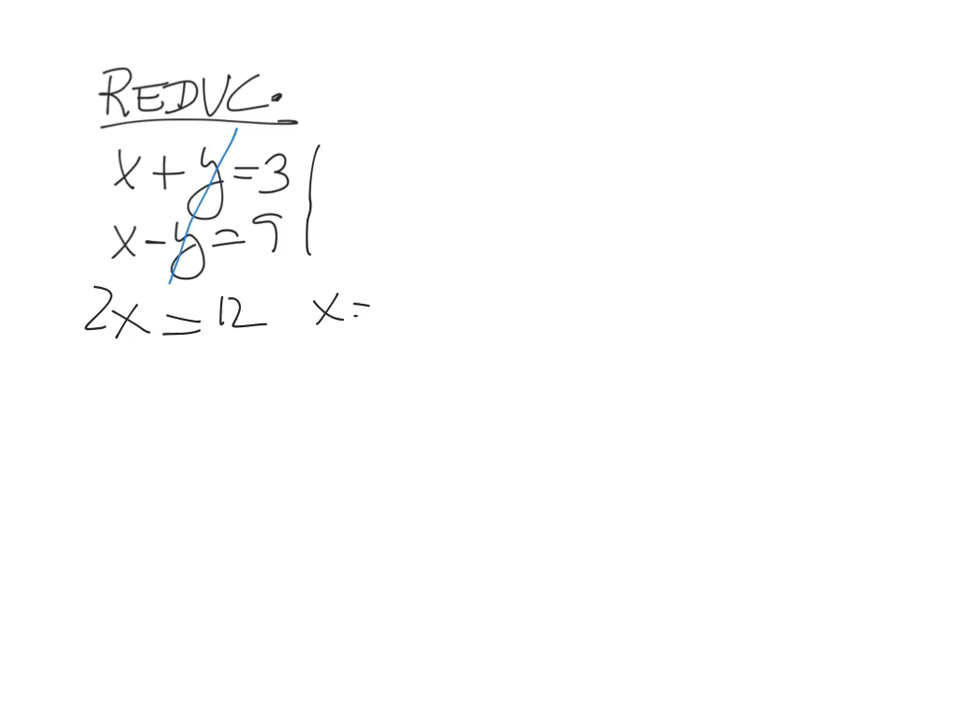 REDUC.
x + y = 3
x - y = 9
2x = 12 x =